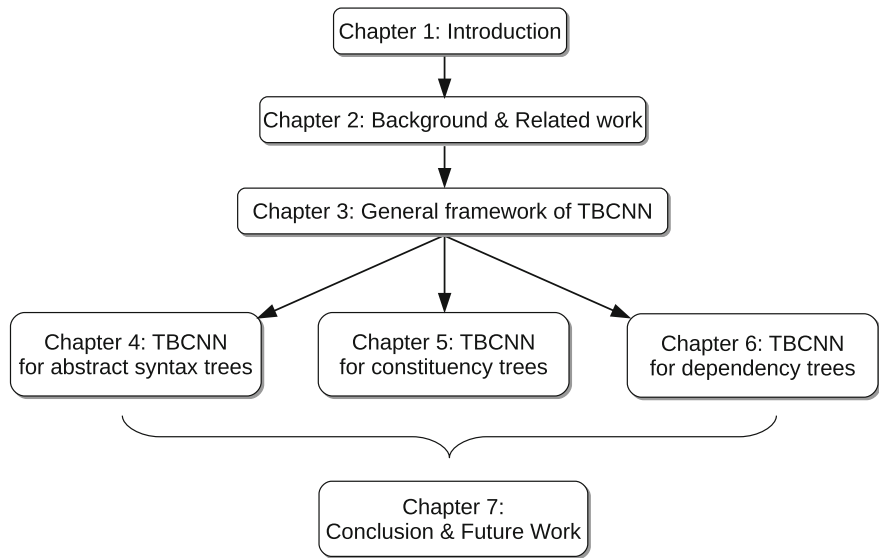 Chapter 1: Introduction
Chapter 2: Background & Related work
Chapter 3: General framework of TBCNN
Chapter 4: TBCNN
for abstract syntax trees
Chapter 5: TBCNN
for constituency trees
Chapter 6: TBCNN
for dependency trees
Chapter 7:
Conclusion & Future Work